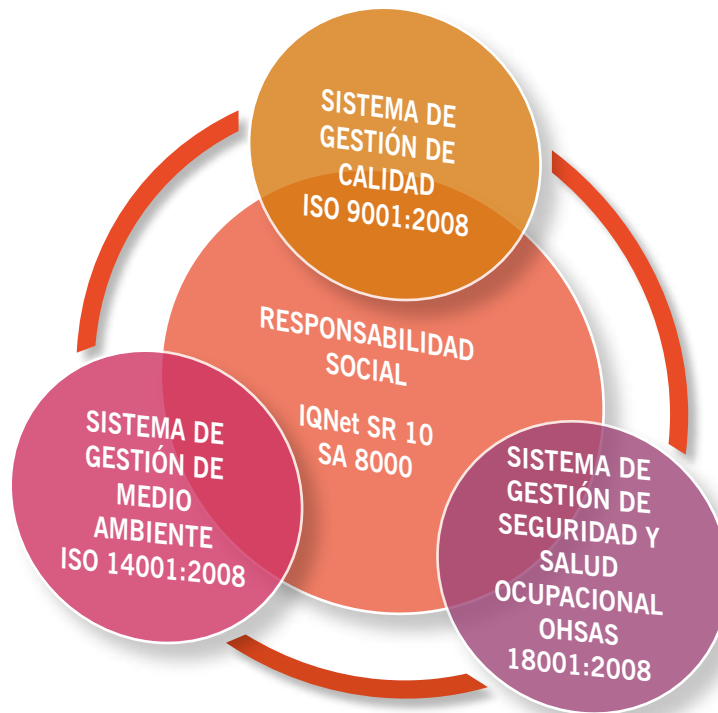 SISTEMA DE
GESTIÓN DE
CALIDAD
ISO 9001:2008
RESPONSABILIDAD
SOCIAL
IQNet SR 10
SA 8000
SISTEMA DE
GESTIÓN DE
MEDIO
AMBIENTE
ISO 14001:2008
SISTEMA DE
GESTIÓN DE
SEGURIDAD Y
SALUD
OCUPACIONAL
OHSAS
18001:2008